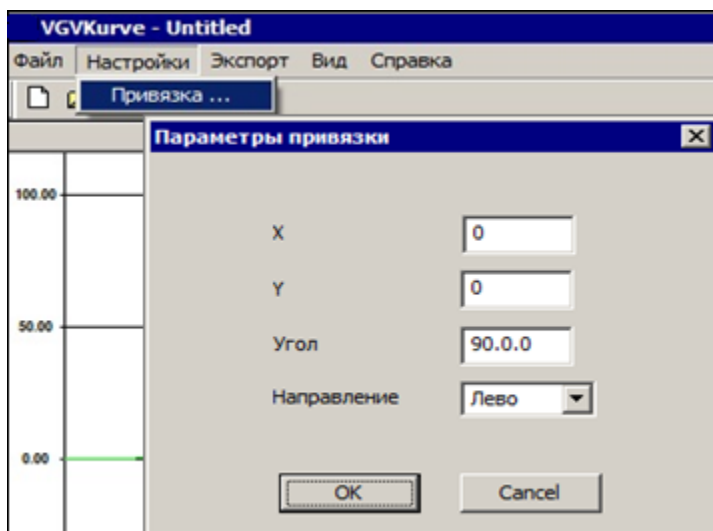 VGVKurve - Untitled
Файл Настройки Экспорт Вид Справка
Привязка ...
Параметры привязки
100.00
X 0
Y 0
50.00
Угол 90.0.0
Направление Лево
0.00
OK Cancel